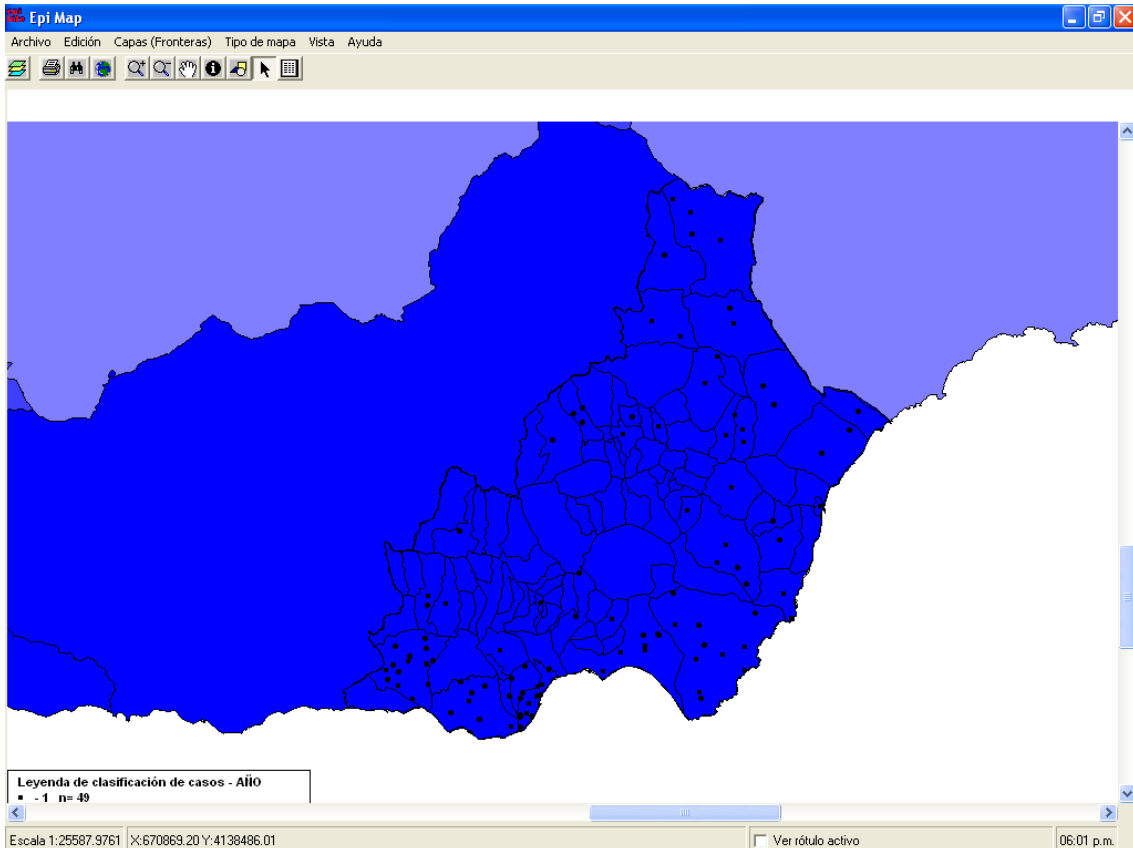 Epi Map
Archivo Edición Capas (Fronteras) Tipo de mapa Vista Ayuda
Leyenda de clasificación de casos - AÑO
- 1 n= 49
Escala 1:25587.9761 X:670869.20 Y:4138486.01 Ver rótulo activo 06:01 p.m.